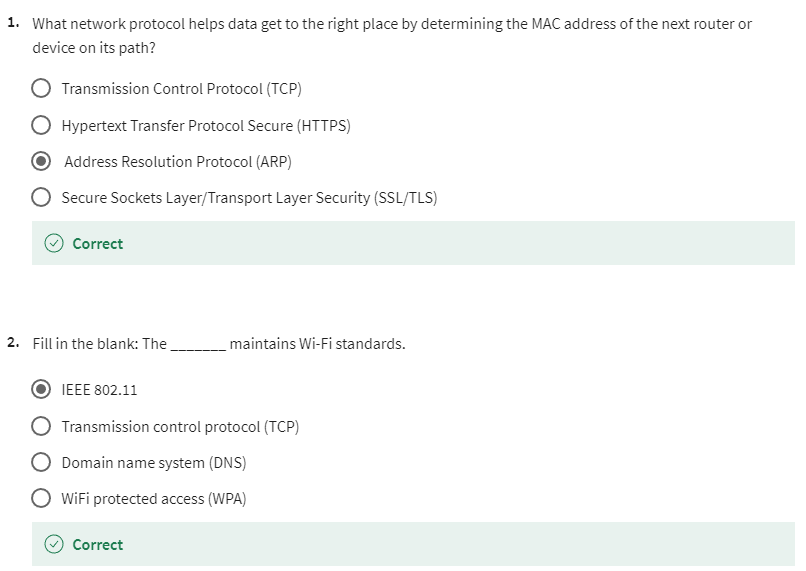 1. What network protocol helps data get to the right place by determining the MAC address of the next router or
device on its path?
Transmission Control Protocol (TCP)
Hypertext Transfer Protocol Secure (HTTPS)
Address Resolution Protocol (ARP)
Secure Sockets Layer/Transport Layer Security (SSL/TLS)
Correct
2. Fill in the blank: The _______ maintains Wi-Fi standards.
IEEE 802.11
Transmission control protocol (TCP)
Domain name system (DNS)
WiFi protected access (WPA)
Correct